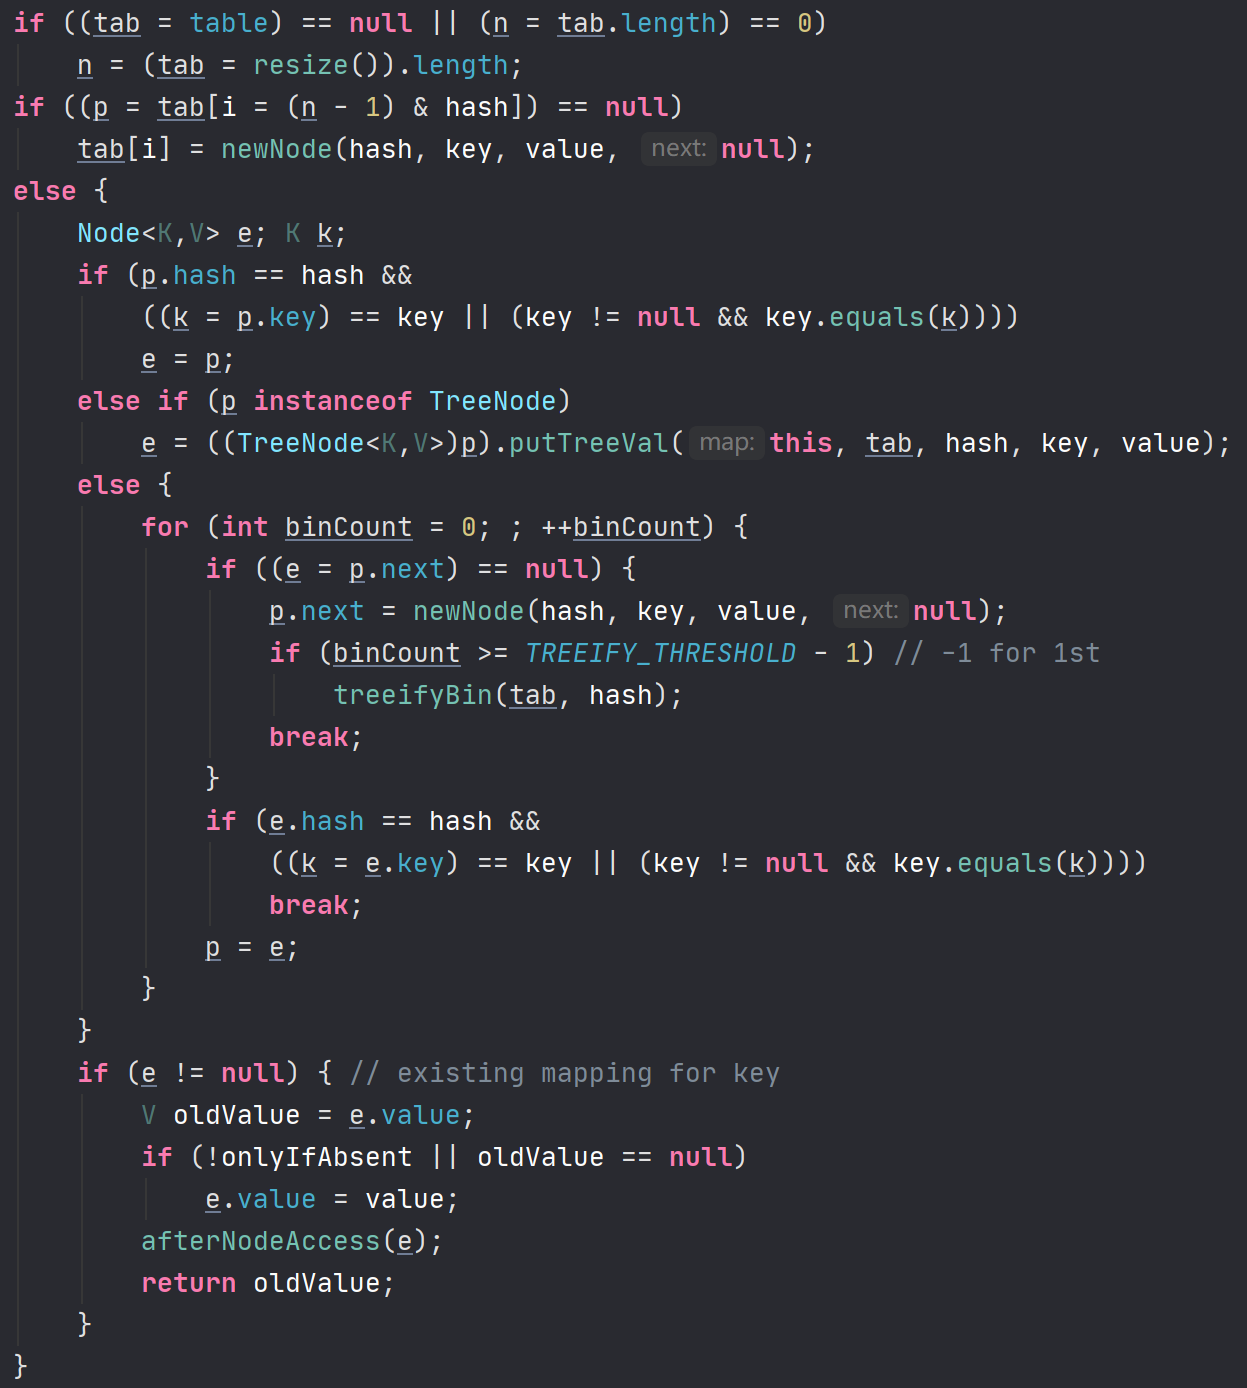 if ((tab = table) == null || (n = tab.length) == 0)
    n = (tab = resize()).length;
if ((p = tab[i = (n - 1) & hash]) == null)
    tab[i] = newNode(hash, key, value, next: null);
else {
    Node<K,V> e; K k;
    if (p.hash == hash &&
        ((k = p.key) == key || (key != null && key.equals(k))))
        e = p;
    else if (p instanceof TreeNode)
        e = ((TreeNode<K,V>)p).putTreeVal( map: this, tab, hash, key, value);
    else {
        for (int binCount = 0; ; ++binCount) {
            if ((e = p.next) == null) {
                p.next = newNode(hash, key, value, next: null);
                if (binCount >= TREEIFY_THRESHOLD - 1) // -1 for 1st
                    treeifyBin(tab, hash);
                break;
            }
            if (e.hash == hash &&
                ((k = e.key) == key || (key != null && key.equals(k))))
                break;
            p = e;
        }
    }
    if (e != null) { // existing mapping for key
        V oldValue = e.value;
        if (!onlyIfAbsent || oldValue == null)
            e.value = value;
        afterNodeAccess(e);
        return oldValue;
    }
}